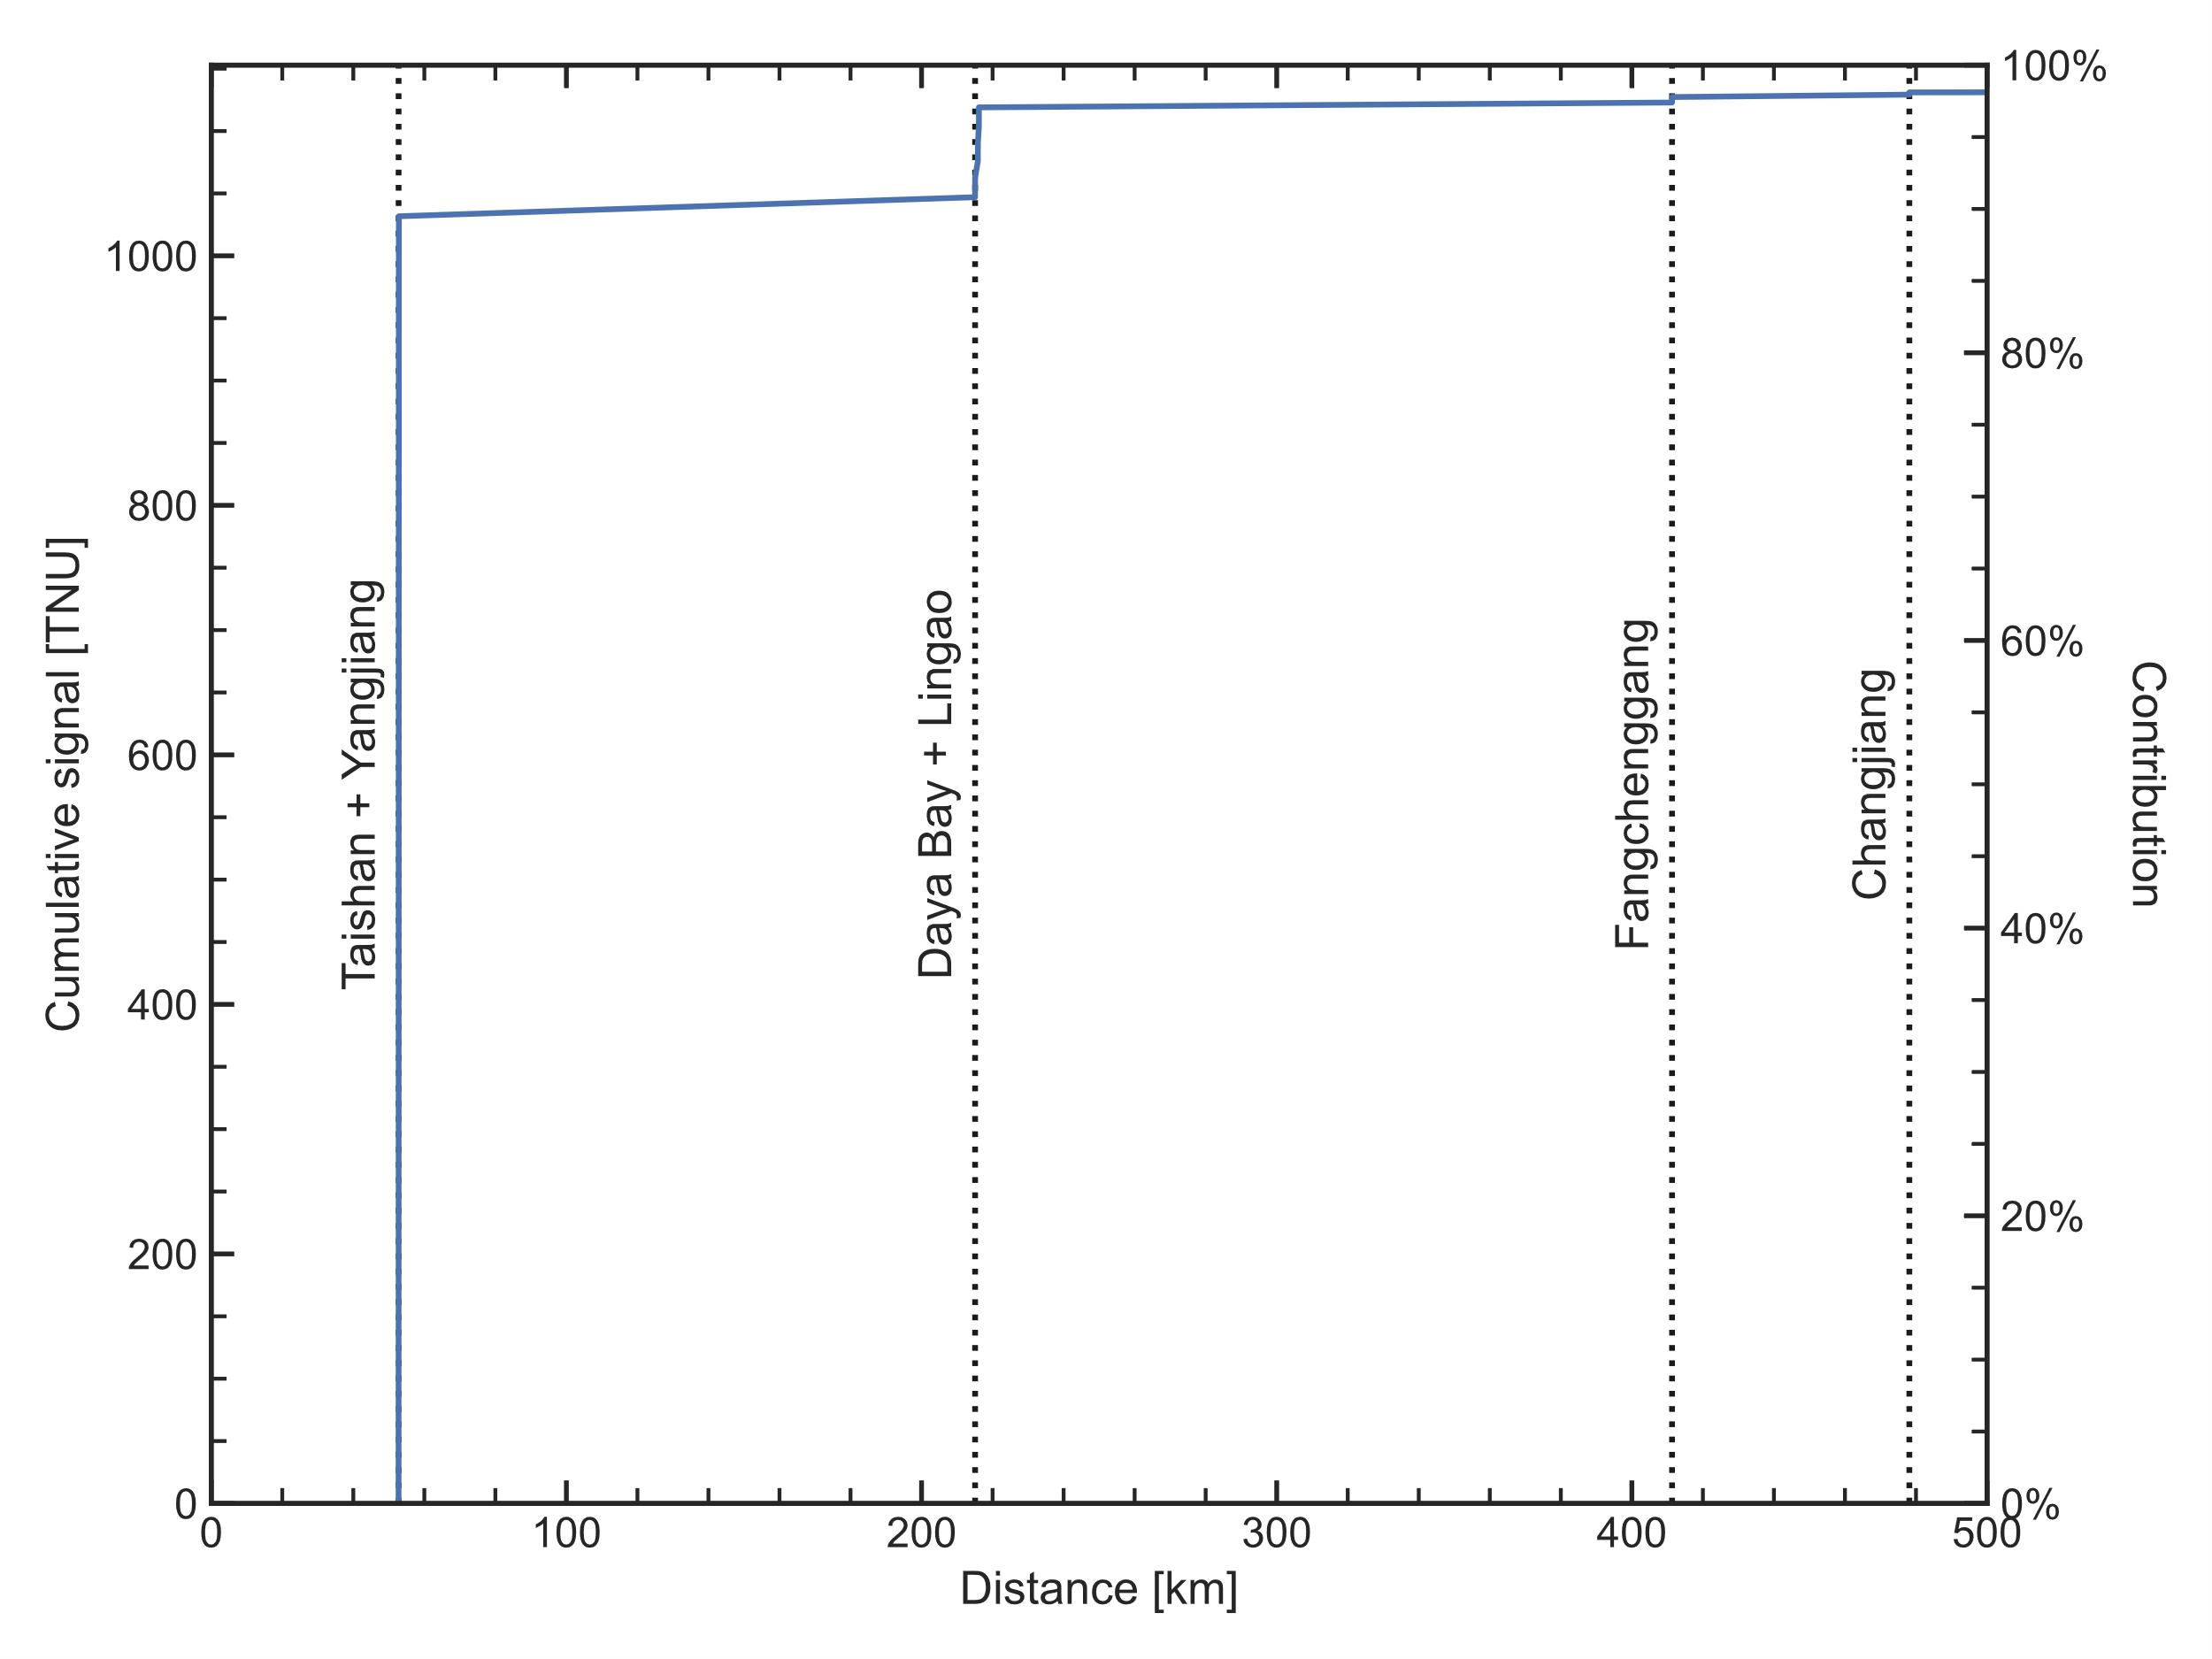 Cumulative signal [TNU]
1000
800
600
400
200
0
Taishan + Yangjiang
Daya Bay + Lingao
Fangchenggang
Changjiang
100%
80%
60%
40%
20%
0%
Contribution
0 100 200 300 400 500
Distance [km]